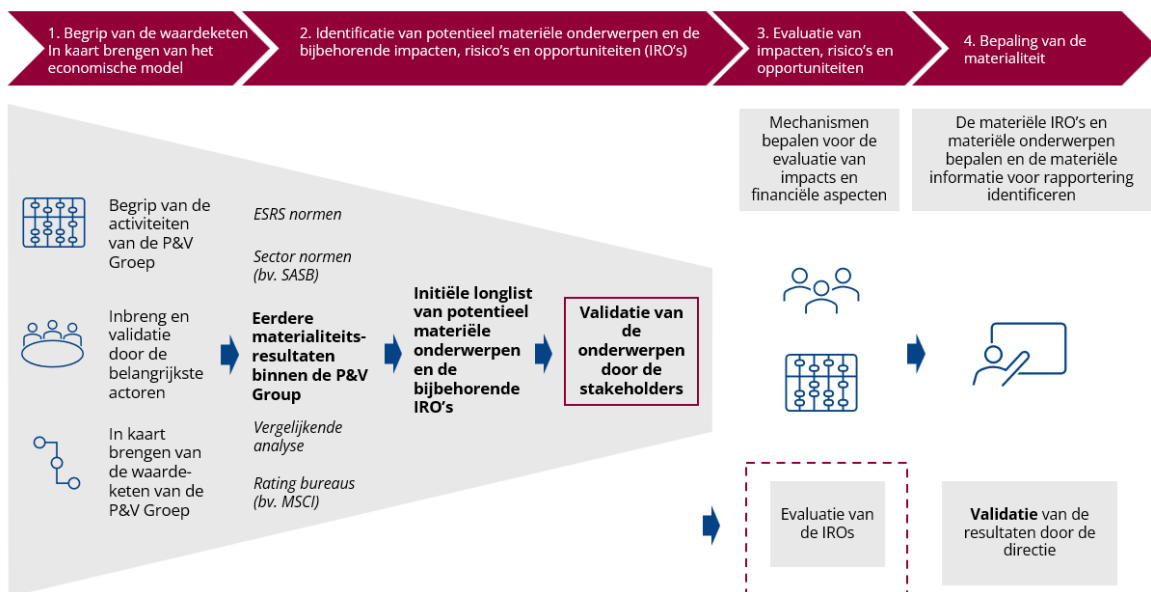 1. Begrip van de waardeketen
In kaart brengen van het
economische model
2. Identificatie van potentieel materiële onderwerpen en de
bijbehorende impacten, risico's en opportuniteiten (IRO's)
3. Evaluatie van
impacten, risico's en
opportuniteiten
4. Bepaling van de
materialiteit
Mechanismen
bepalen voor de
evaluatie van
impacts en
financiële aspecten
De materiële IRO's en
materiële onderwerpen
bepalen en de materiële
informatie voor rapportering
identificeren
Begrip van de
activiteiten
van de P&V
Groep
Inbreng en
validatie
door de
belangrijkste
actoren
In kaart
brengen van
de waarde-
keten van de
P&V Groep
ESRS normen
Sector normen
(bv. SASB)
Eerdere
materialiteits-
resultaten
binnen de P&V
Group
Vergelijkende
analyse
Rating bureaus
(bv. MSCI)
Initiële longlist
van potentieel
materiële
onderwerpen
en de
bijbehorende
IRO's
Validatie van
de
onderwerpen
door de
stakeholders
Evaluatie van
de IROs
Validatie van de
resultaten door de
directie